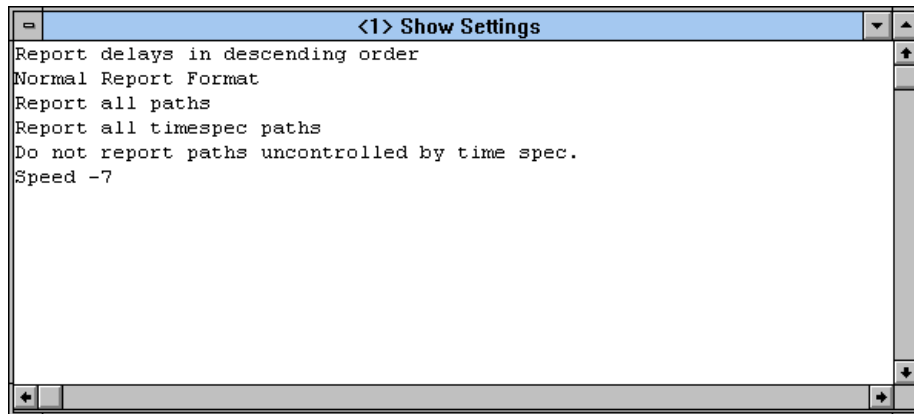 <1> Show Settings
Report delays in descending order
Normal Report Format
Report all paths
Report all timespec paths
Do not report paths uncontrolled by time spec.
Speed -7